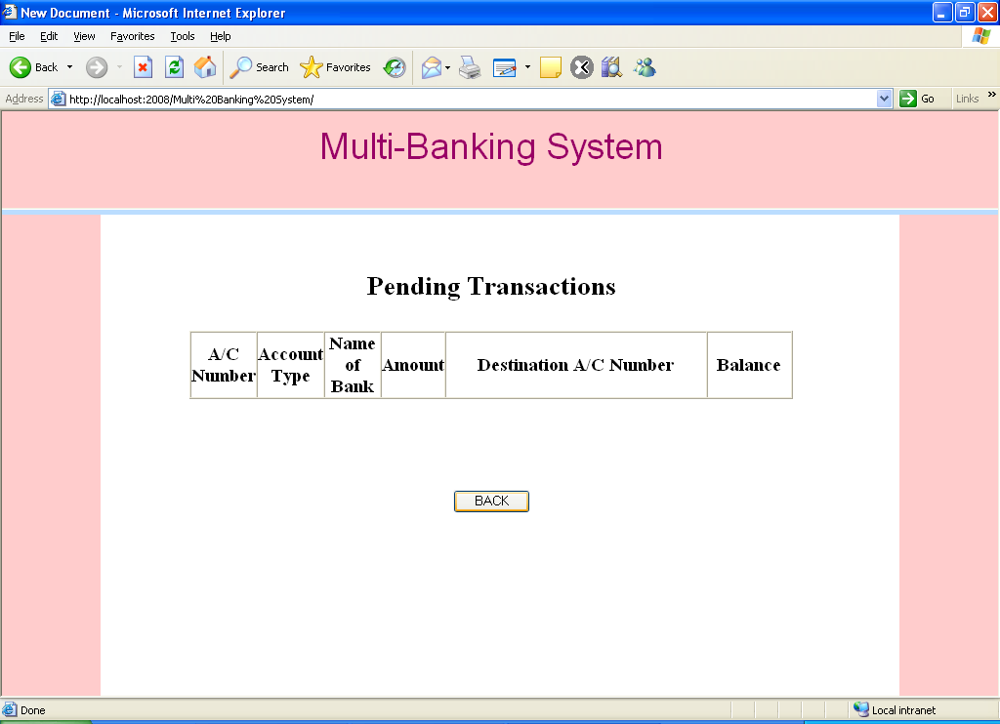 New Document - Microsoft Internet Explorer
File Edit View Favorites Tools Help
Back Search Favorites
Address http://localhost:2008/Multi%20Banking%20System/ Go Links »
Multi-Banking System
Pending Transactions
A/C Number Account Type Name of Bank Amount Destination A/C Number Balance
BACK
Done Local intranet